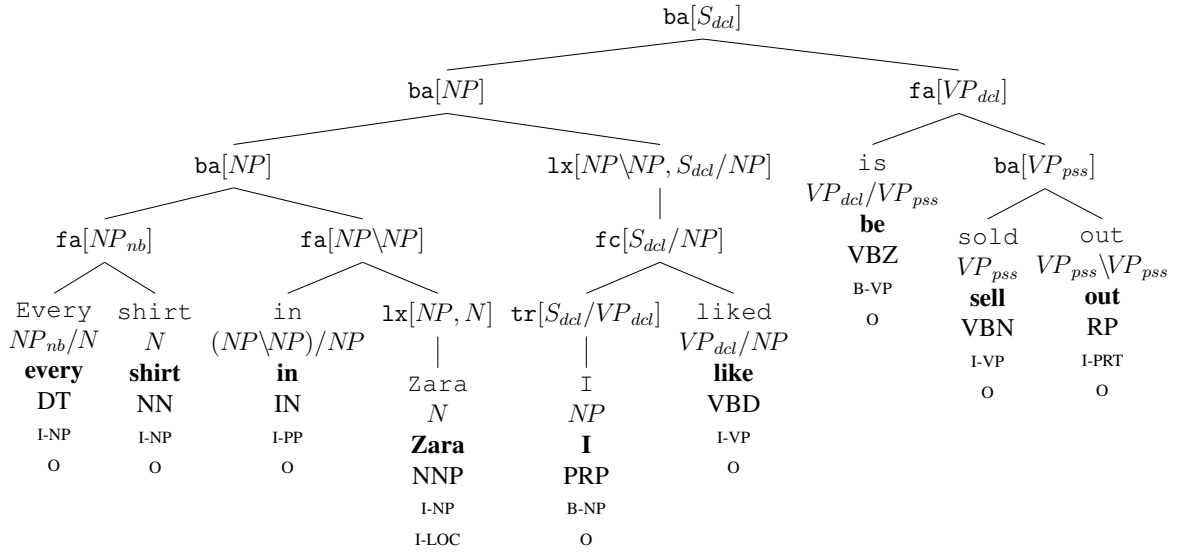 ba[S_dcl]
ba[NP] fa[VP_dcl]
ba[NP] lx[NP\NP, S_dcl/NP] is ba[VP_pss]
VP_dcl/VP_pss
be
VBZ
B-VP
O
fa[NP_nb] fa[NP\NP] fc[S_dcl/NP] sold out
VP_pss VP_pss\VP_pss
sell out
VBN RP
I-VP I-PRT
O O
Every shirt in lx[NP, N] tr[S_dcl/VP_dcl] liked
NP_nb/N N (NP\NP)/NP VP_dcl/NP
every shirt in like
DT NN IN VBD
I-NP I-NP I-PP I-VP
O O O O
Zara I
N NP
Zara I
NNP PRP
I-NP B-NP
I-LOC O